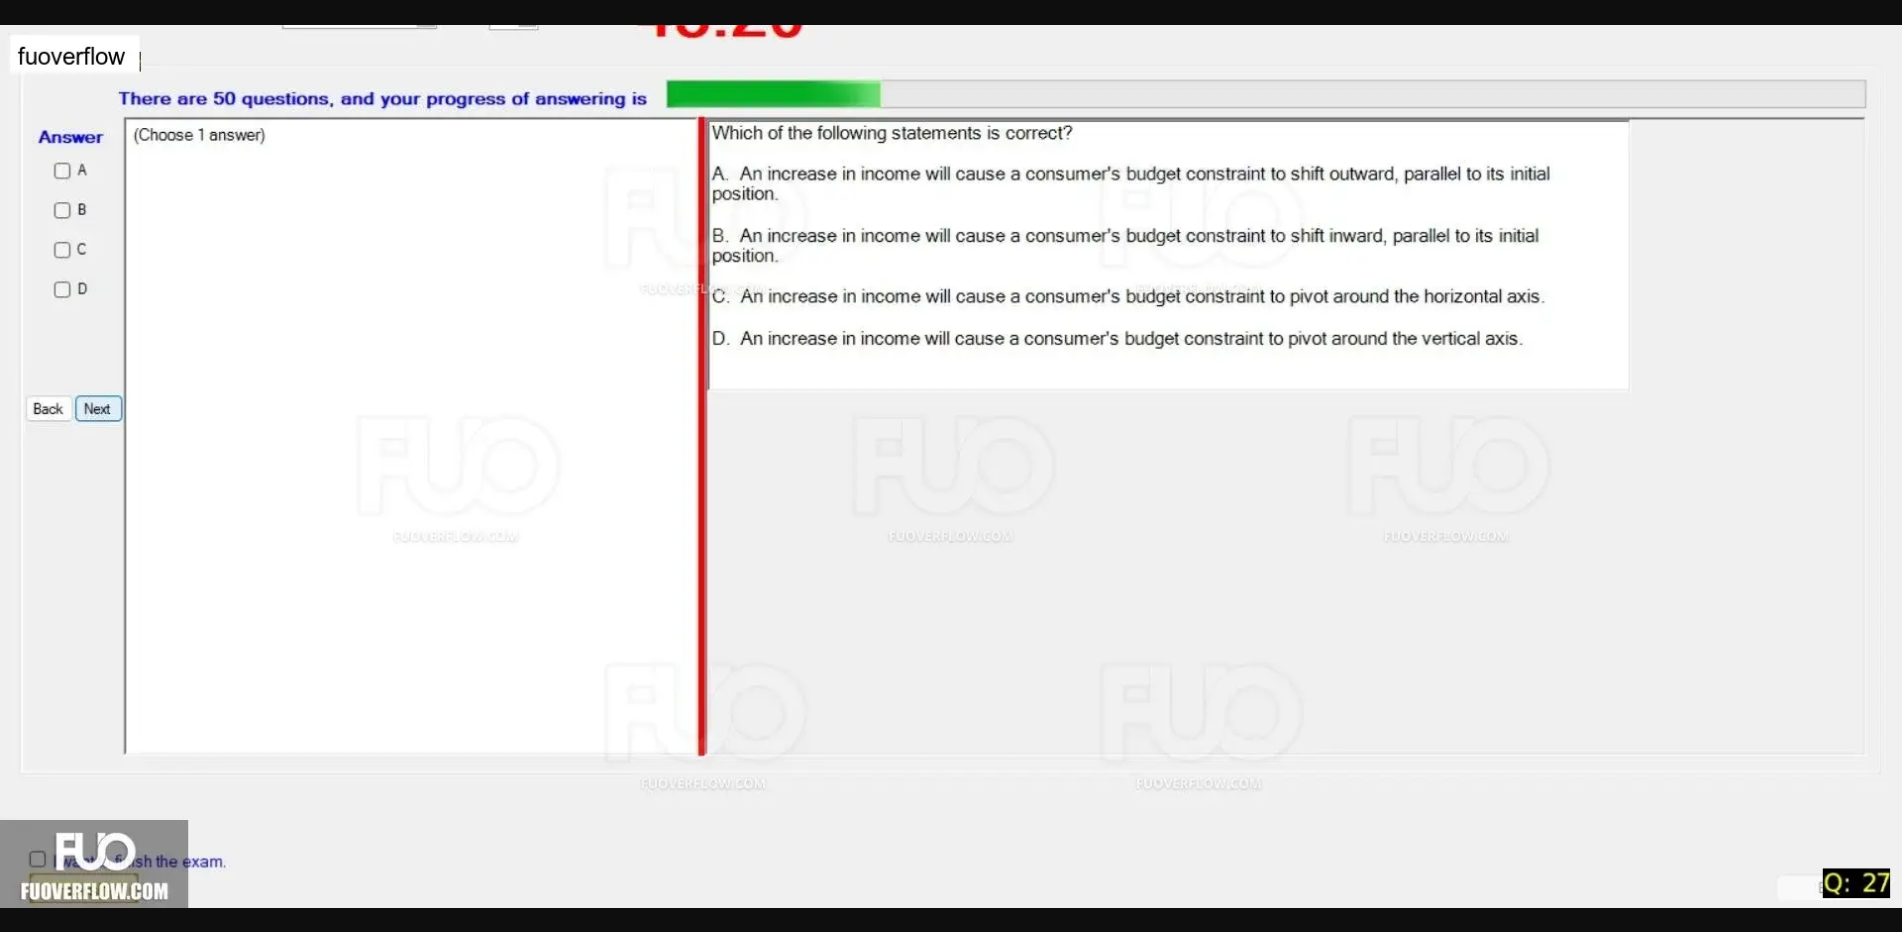 fuoverflow
There are 50 questions, and your progress of answering is
Answer
(Choose 1 answer)
A
B
C
D
Back
Next
Which of the following statements is correct?
A. An increase in income will cause a consumer's budget constraint to shift outward, parallel to its initial
position.
B. An increase in income will cause a consumer's budget constraint to shift inward, parallel to its initial
position.
C. An increase in income will cause a consumer's budget constraint to pivot around the horizontal axis.
D. An increase in income will cause a consumer's budget constraint to pivot around the vertical axis.
FUO
FUOVERFLOW.COM
FUO
FUOVERFLOW.COM
FUO
FUOVERFLOW.COM
FUO
FUOVERFLOW.COM
FUO
FUOVERFLOW.COM
FUO
FUOVERFLOW.COM
FUO
FUOVERFLOW.COM
the exam.
FUO
FUOVERFLOW.COM
Q: 27